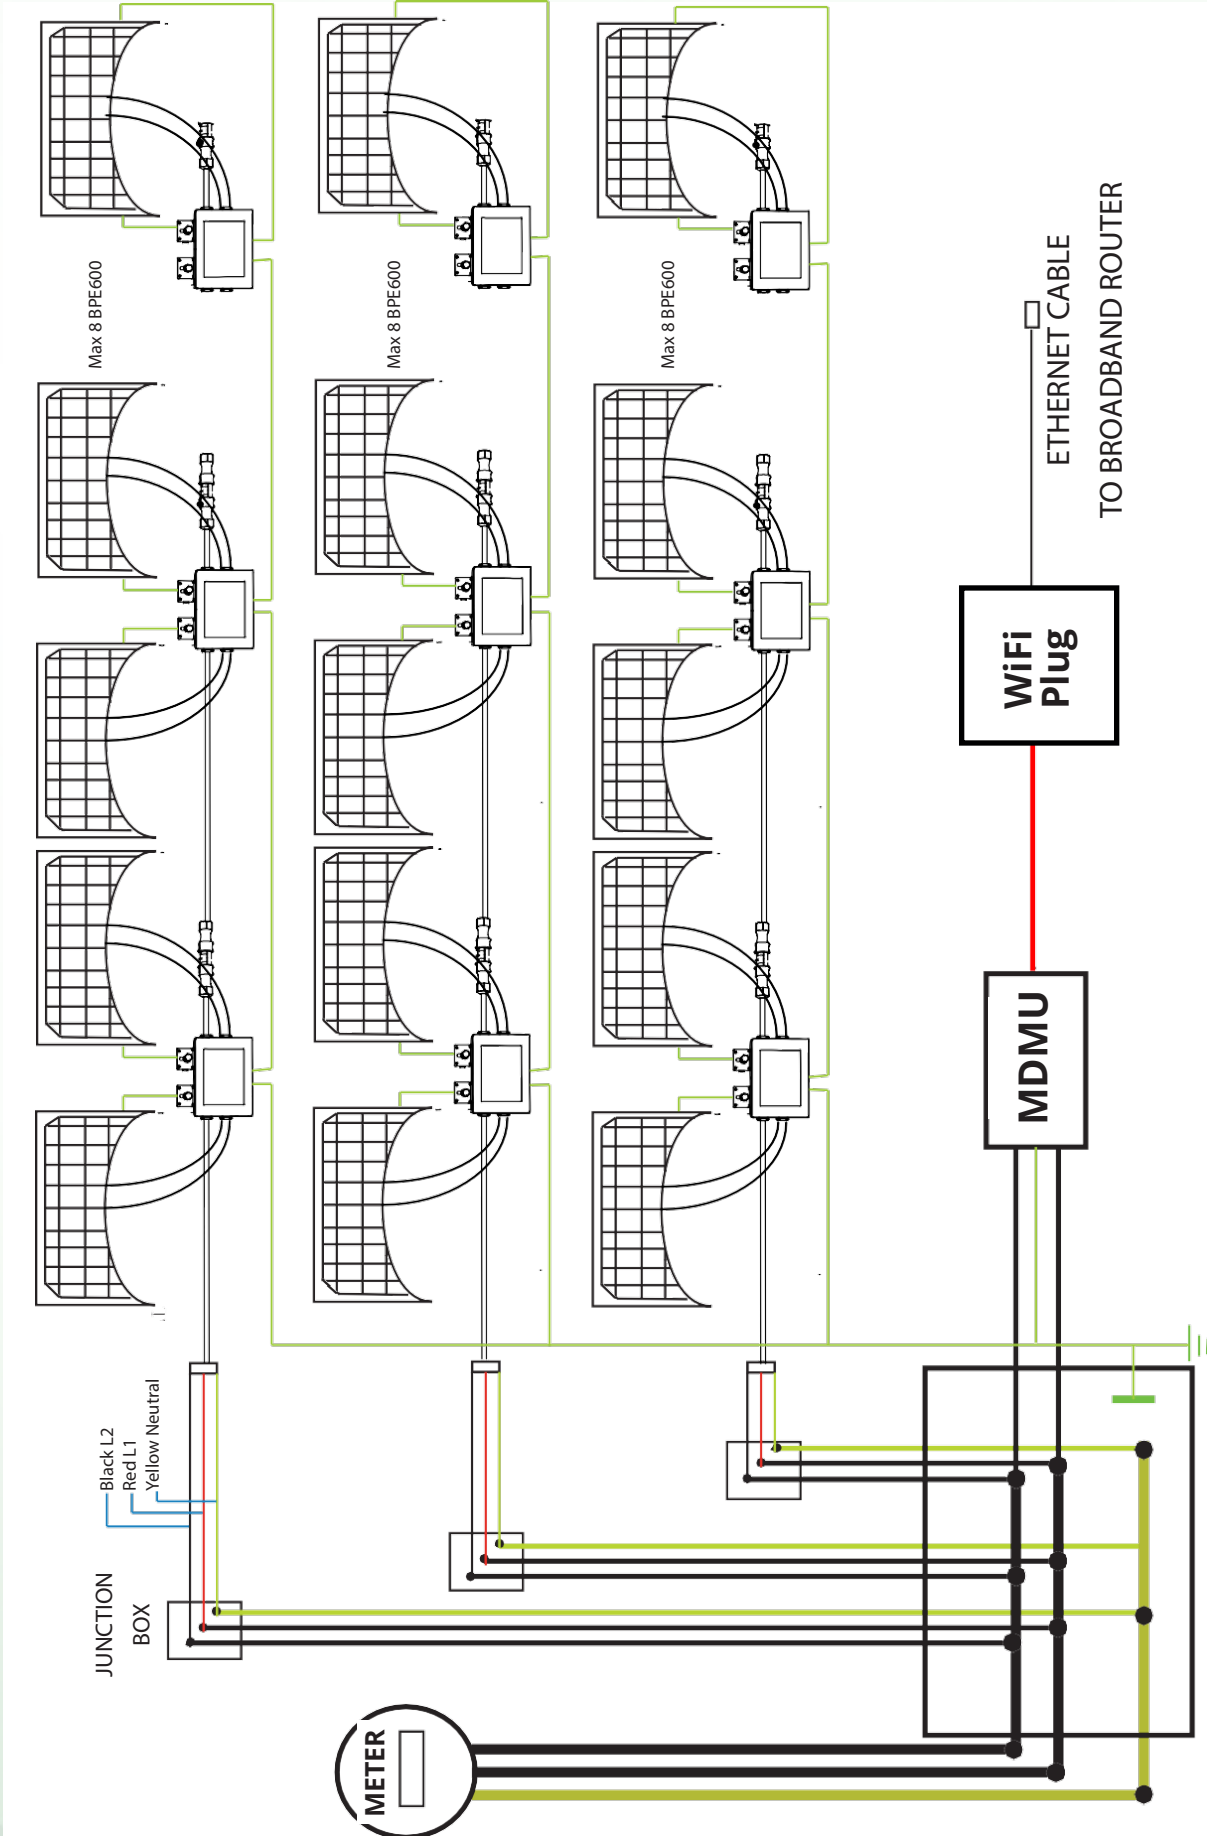 Max 8 BPE600
Max 8 BPE600
Max 8 BPE600
ETHERNET CABLE
TO BROADBAND ROUTER
WiFi
Plug
MDMU
Black L2
Red L1
Yellow Neutral
JUNCTION
BOX
METER